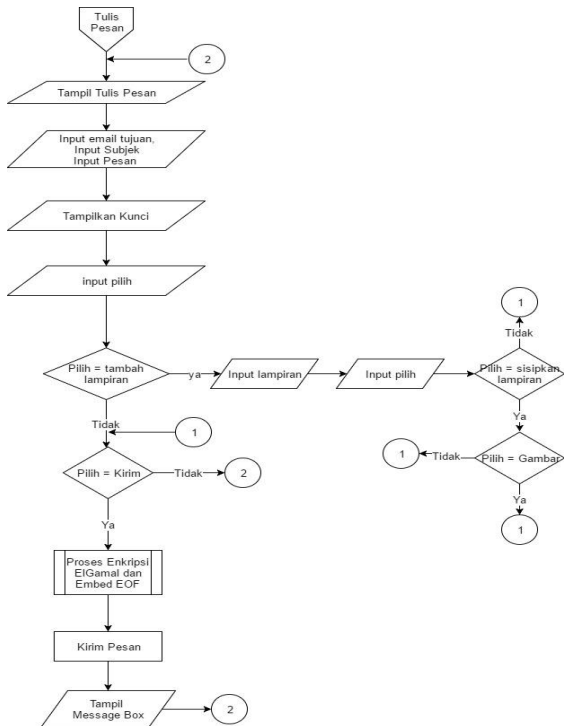 Tulis
Pesan
2
Tampil Tulis Pesan
Input email tujuan,
Input Subjek
Input Pesan
Tampilkan Kunci
input pilih
Pilih = tambah
lampiran
ya
Input lampiran
Input pilih
Pilih = sisipkan
lampiran
Tidak
1
Ya
Pilih = Gambar
Tidak
1
Ya
1
Tidak
1
Pilih = Kirim
Tidak
2
Ya
Proses Enkripsi
ElGamal dan
Embed EOF
Kirim Pesan
Tampil
Message Box
2